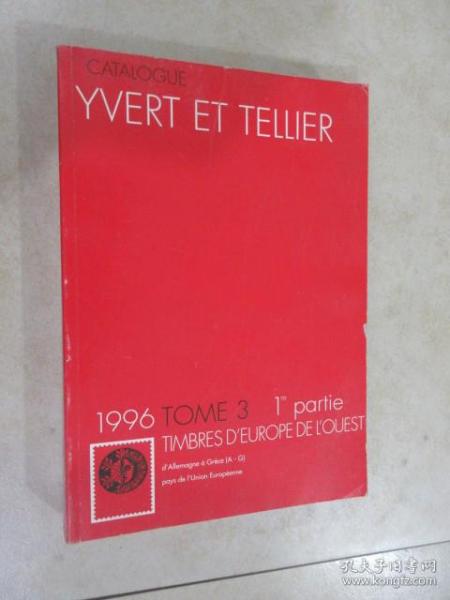 CATALOGUE
YVERT ET TELLIER
1996 TOME 3 1re partie
TIMBRES D'EUROPE DE L'OUEST
d'Allemagne à Grèce (A - G)
pays de l'Union Européenne
孔夫子旧书网
www.kongfz.com